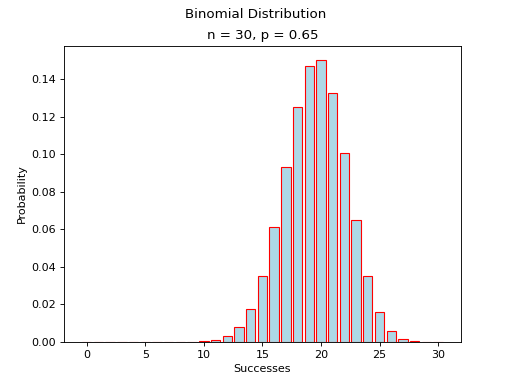 Binomial Distribution
n = 30, p = 0.65
0.14
0.12
0.10
0.08
0.06
0.04
0.02
0.00
Probability
0 5 10 15 20 25 30
Successes